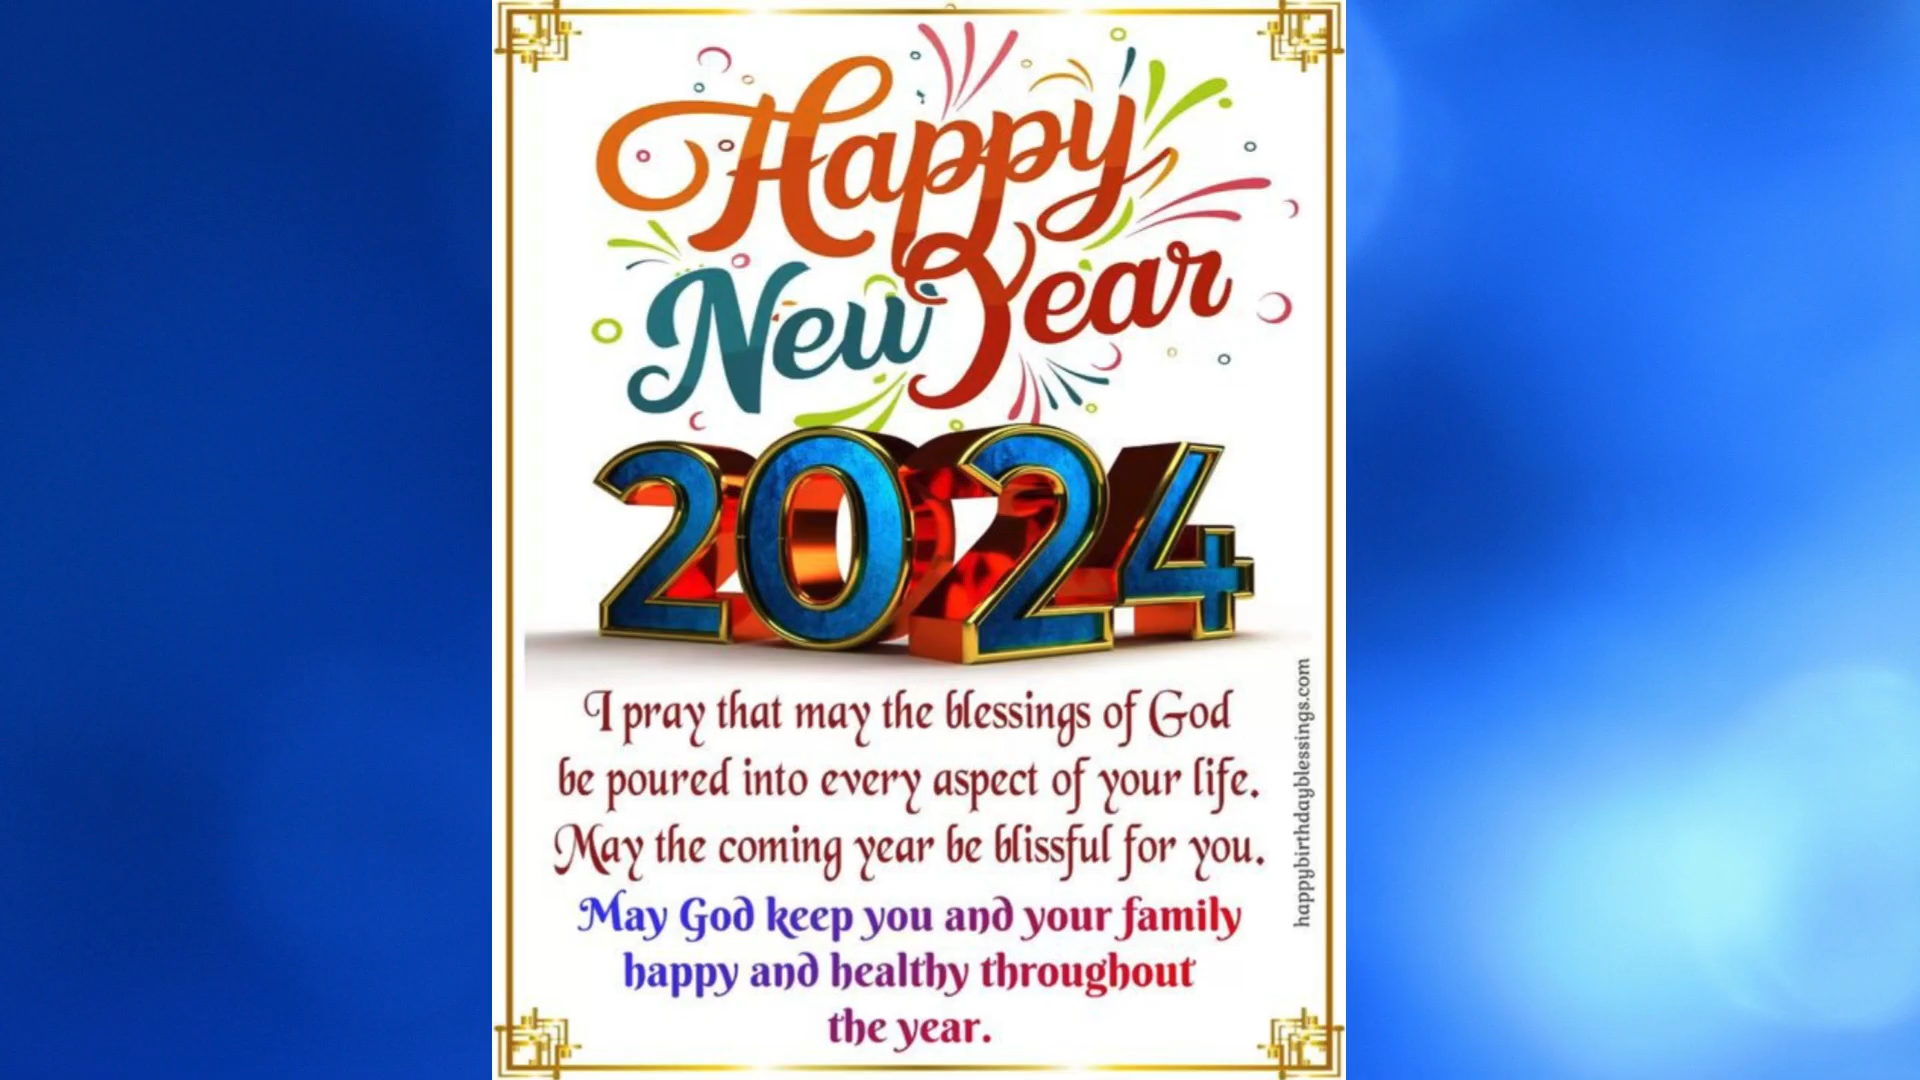 Happy
New Year
2024
I pray that may the blessings of God
be poured into every aspect of your life.
May the coming year be blissful for you.
May God keep you and your family
happy and healthy throughout
the year.
happybirthdayblessings.com